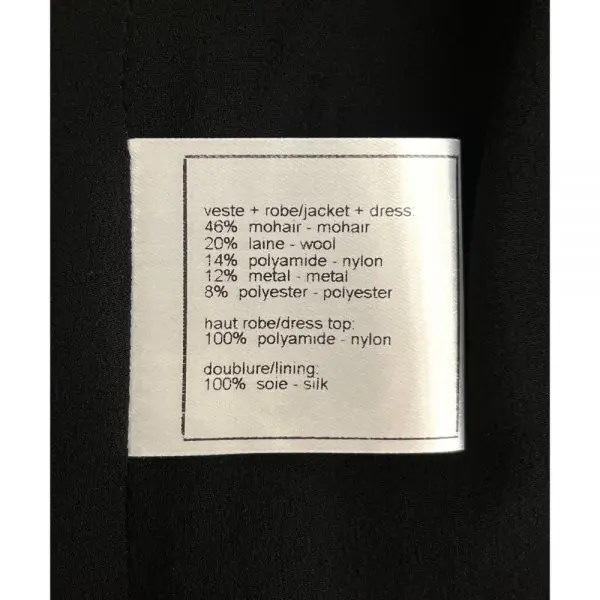 veste + robe/jacket + dress:
46% mohair - mohair
20% laine - wool
14% polyamide - nylon
12% metal - metal
8% polyester - polyester
haut robe/dress top:
100% polyamide - nylon
doublure/lining:
100% soie - silk